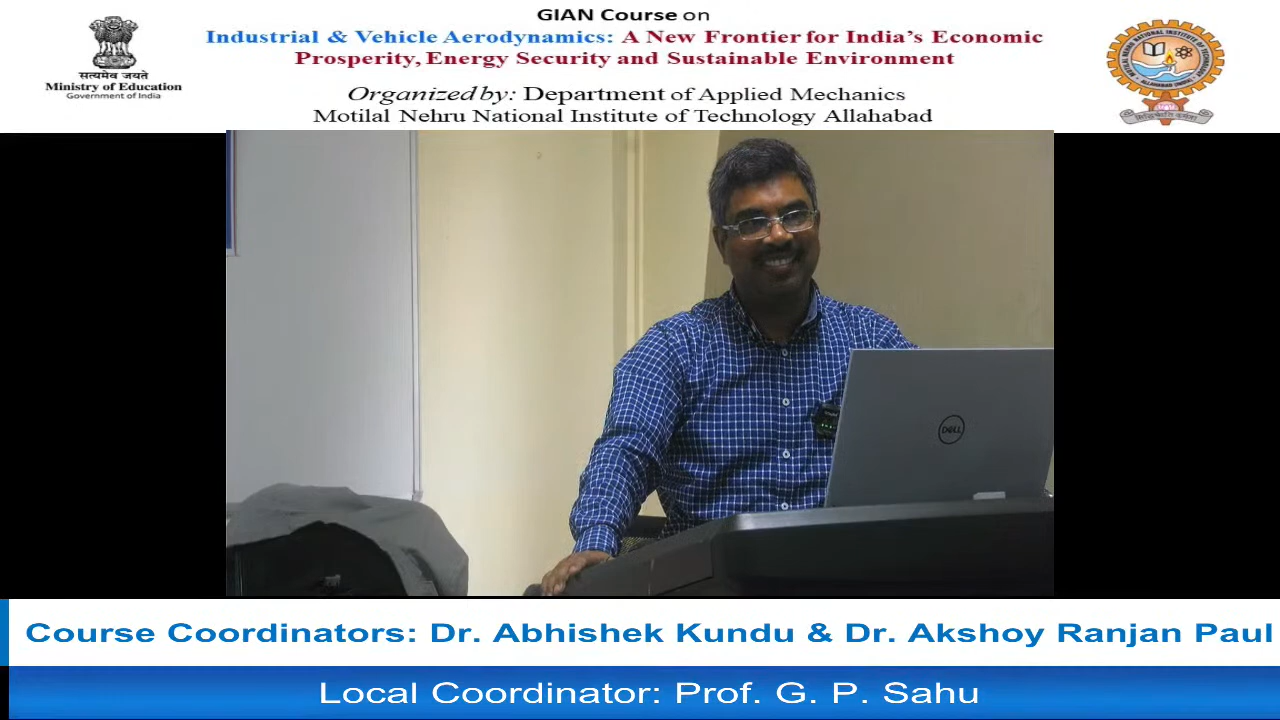 GIAN Course on
Industrial & Vehicle Aerodynamics: A New Frontier for India's Economic
Prosperity, Energy Security and Sustainable Environment
सत्यमेव जयते
Ministry of Education
Government of India
Organized by: Department of Applied Mechanics
Motilal Nehru National Institute of Technology Allahabad
DELL
Course Coordinators: Dr. Abhishek Kundu & Dr. Akshoy Ranjan Paul
Local Coordinator: Prof. G. P. Sahu